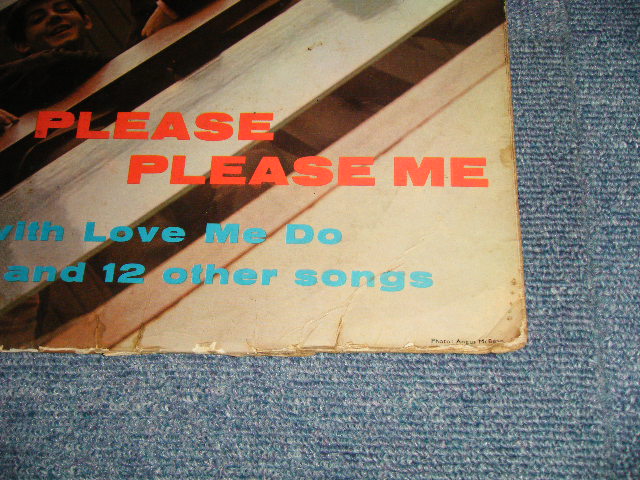 PLEASE
PLEASE ME
with Love Me Do
and 12 other songs
Photo: Angus McBean